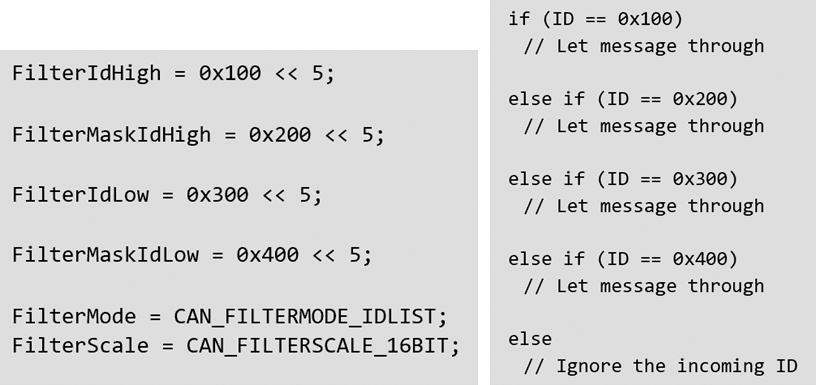 FilterIdHigh = 0x100 << 5;
FilterMaskIdHigh = 0x200 << 5;
FilterIdLow = 0x300 << 5;
FilterMaskIdLow = 0x400 << 5;
FilterMode = CAN_FILTERMODE_IDLIST;
FilterScale = CAN_FILTERSCALE_16BIT;
if (ID == 0x100)
// Let message through
else if (ID == 0x200)
// Let message through
else if (ID == 0x300)
// Let message through
else if (ID == 0x400)
// Let message through
else
// Ignore the incoming ID